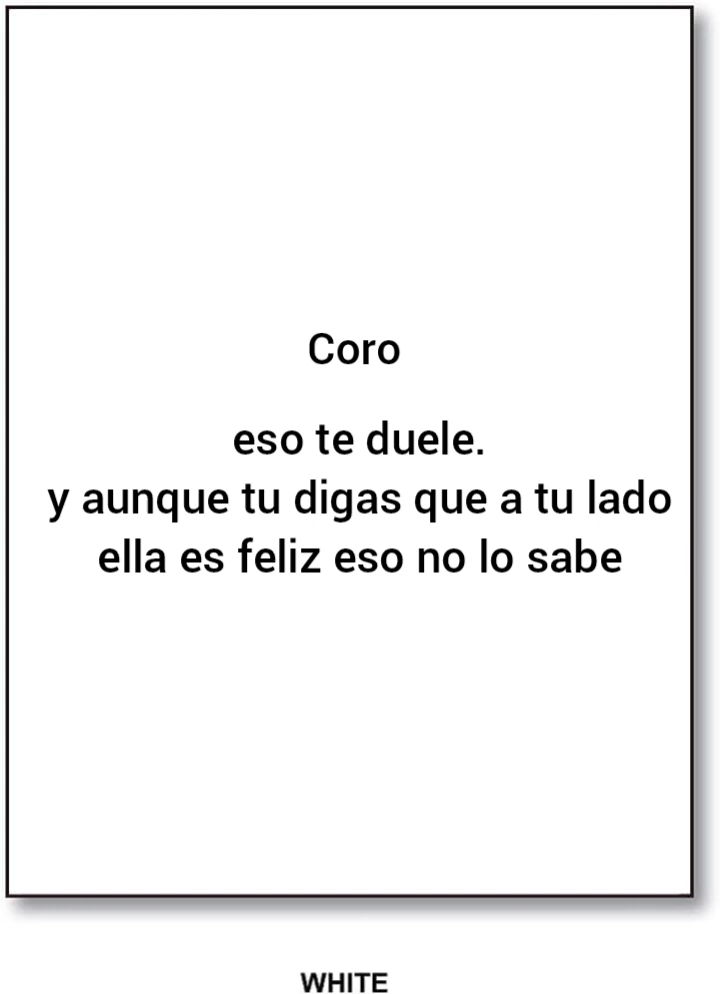 Coro
eso te duele.
y aunque tu digas que a tu lado
ella es feliz eso no lo sabe
WHITE